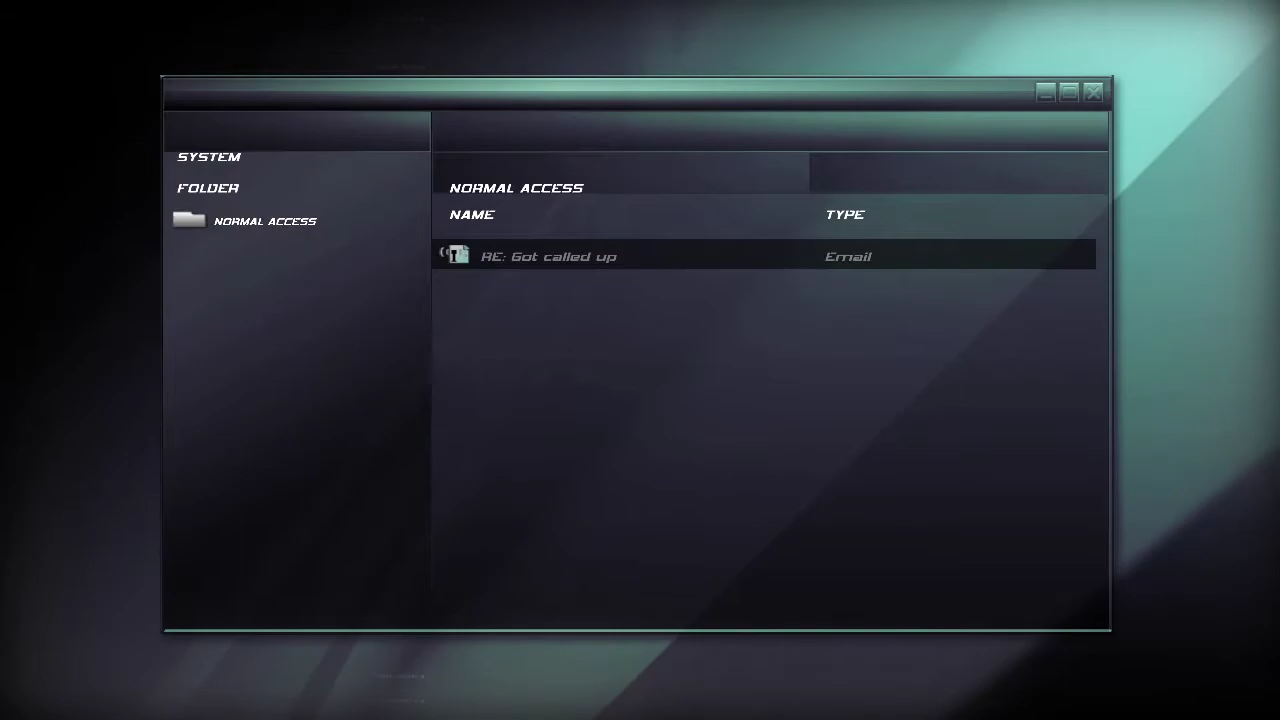 SYSTEM
FOLDER
NORMAL ACCESS
NORMAL ACCESS
NAME TYPE
RE: Got called up Email